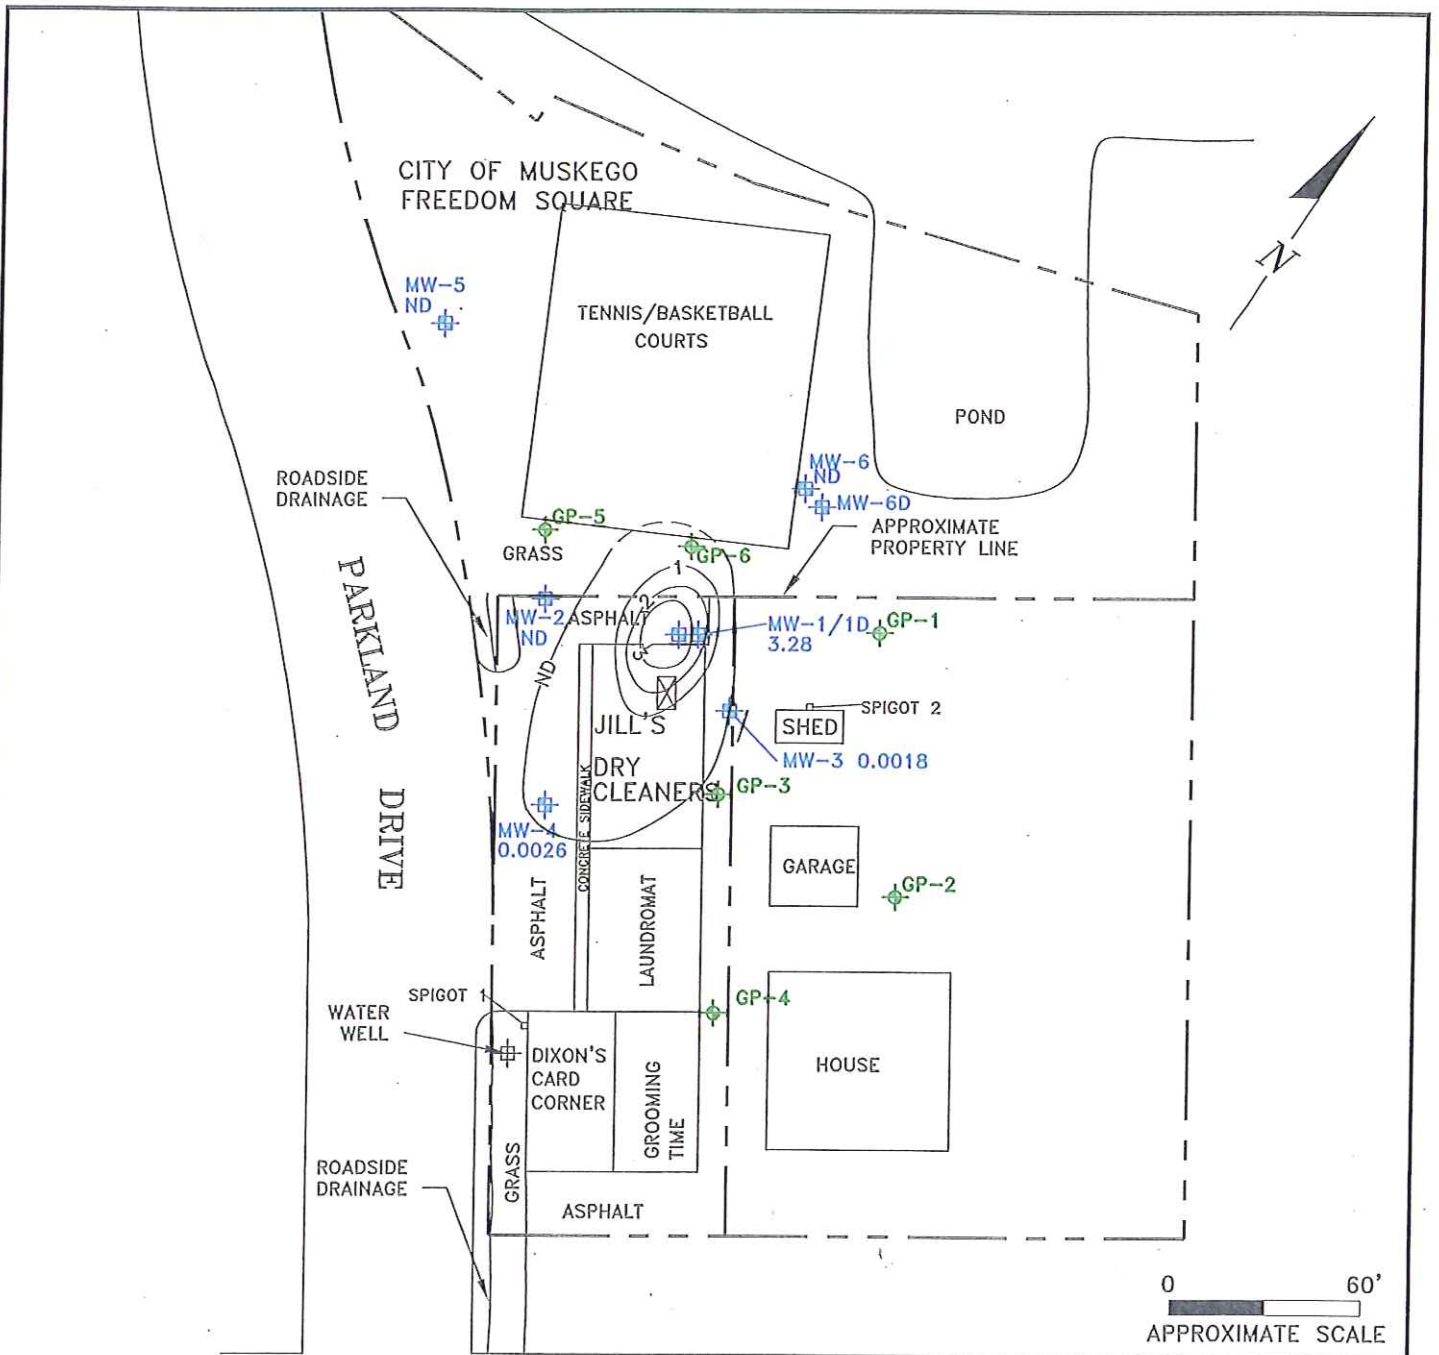 CITY OF MUSKEGO
FREEDOM SQUARE
N
MW-5
ND
TENNIS/BASKETBALL
COURTS
POND
ROADSIDE
DRAINAGE
MW-6
ND
MW-6D
GP-5
GRASS
GP-6
APPROXIMATE
PROPERTY LINE
1
2
3
ND
MW-2
ND
ASPHALT
MW-1/1D
3.28
GP-1
PARKLAND DRIVE
JILL'S
DRY
CLEANERS
SPIGOT 2
SHED
MW-3 0.0018
GP-3
MW-4
0.0026
CONCRETE SIDEWALK
GARAGE
GP-2
ASPHALT
LAUNDROMAT
SPIGOT 1
WATER
WELL
GP-4
DIXON'S
CARD
CORNER
GROOMING
TIME
HOUSE
GRASS
ROADSIDE
DRAINAGE
ASPHALT
0 60'
APPROXIMATE SCALE